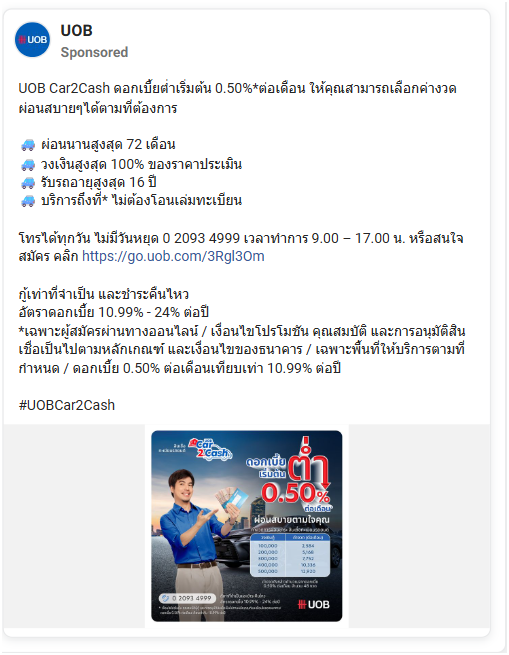 UOB
UOB
Sponsored
UOB Car2Cash ดอกเบี้ยต่ำเริ่มต้น 0.50%*ต่อเดือน ให้คุณสามารถเลือกค่างวด
ผ่อนสบายๆได้ตามที่ต้องการ
ผ่อนนานสูงสุด 72 เดือน
วงเงินสูงสุด 100% ของราคาประเมิน
รับรถอายุสูงสุด 16 ปี
บริการถึงที่* ไม่ต้องโอนเล่มทะเบียน
โทรได้ทุกวัน ไม่มีวันหยุด 0 2093 4999 เวลาทำการ 9.00 – 17.00 น. หรือสนใจ
สมัคร คลิก https://go.uob.com/3Rgl3Om
กู้เท่าที่จำเป็น และชำระคืนไหว
อัตราดอกเบี้ย 10.99% - 24% ต่อปี
*เฉพาะผู้สมัครผ่านทางออนไลน์ / เงื่อนไขโปรโมชัน คุณสมบัติ และการอนุมัติสิน
เชื่อเป็นไปตามหลักเกณฑ์ และเงื่อนไขของธนาคาร / เฉพาะพื้นที่ให้บริการตามที่
กำหนด / ดอกเบี้ย 0.50% ต่อเดือนเทียบเท่า 10.99% ต่อปี
#UOBCar2Cash
Car
2Cash
ดอกเบี้ย
เริ่มต้น
ต่ำ
0.50%
ต่อเดือน
ผ่อนสบายตามใจคุณ
100,000 2,584
200,000 5,168
300,000 7,752
400,000 10,336
500,000 12,920
0 2093 4999
UOB